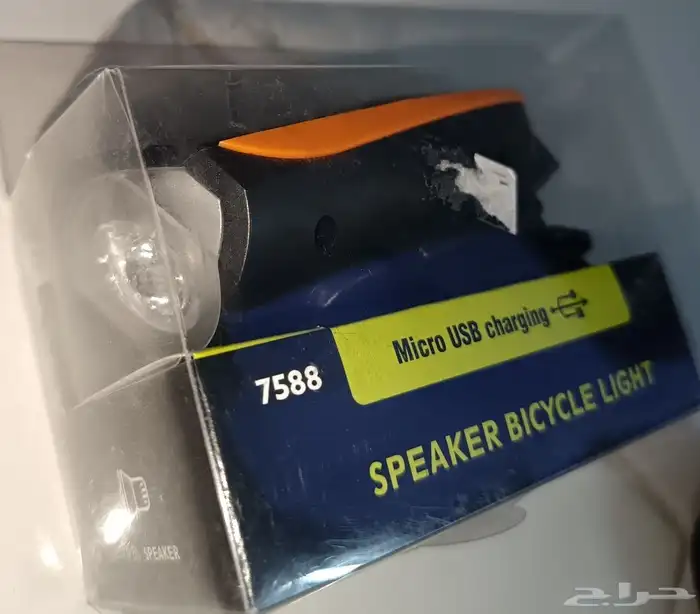 Micro USB charging
7588
SPEAKER BICYCLE LIGHT
SPEAKER
حراج